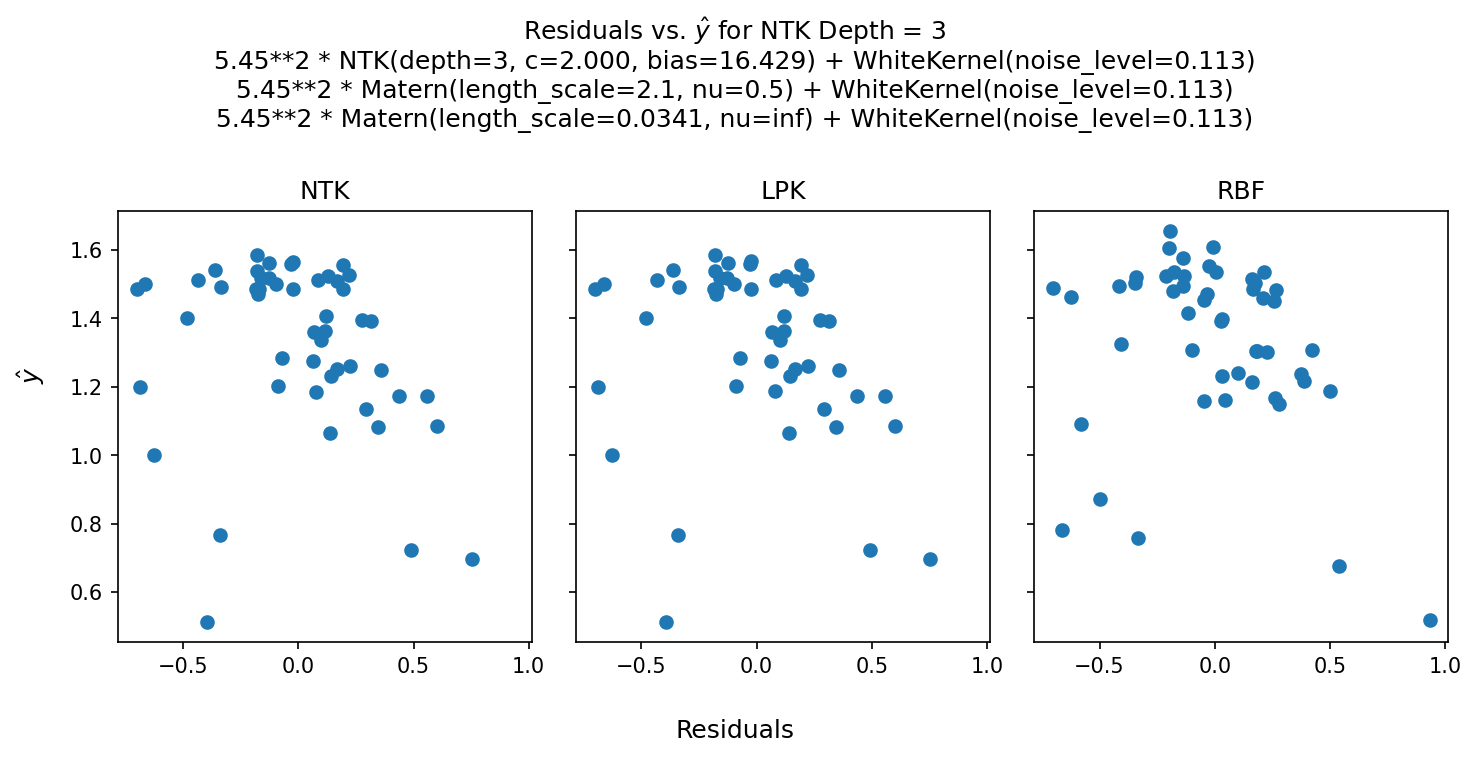 Residuals vs. ŷ for NTK Depth = 3
5.45**2 * NTK(depth=3, c=2.000, bias=16.429) + WhiteKernel(noise_level=0.113)
5.45**2 * Matern(length_scale=2.1, nu=0.5) + WhiteKernel(noise_level=0.113)
5.45**2 * Matern(length_scale=0.0341, nu=inf) + WhiteKernel(noise_level=0.113)
NTK LPK RBF
1.6
1.4
1.2
1.0
0.8
0.6
ŷ
−0.5 0.0 0.5 1.0 −0.5 0.0 0.5 1.0 −0.5 0.0 0.5 1.0
Residuals